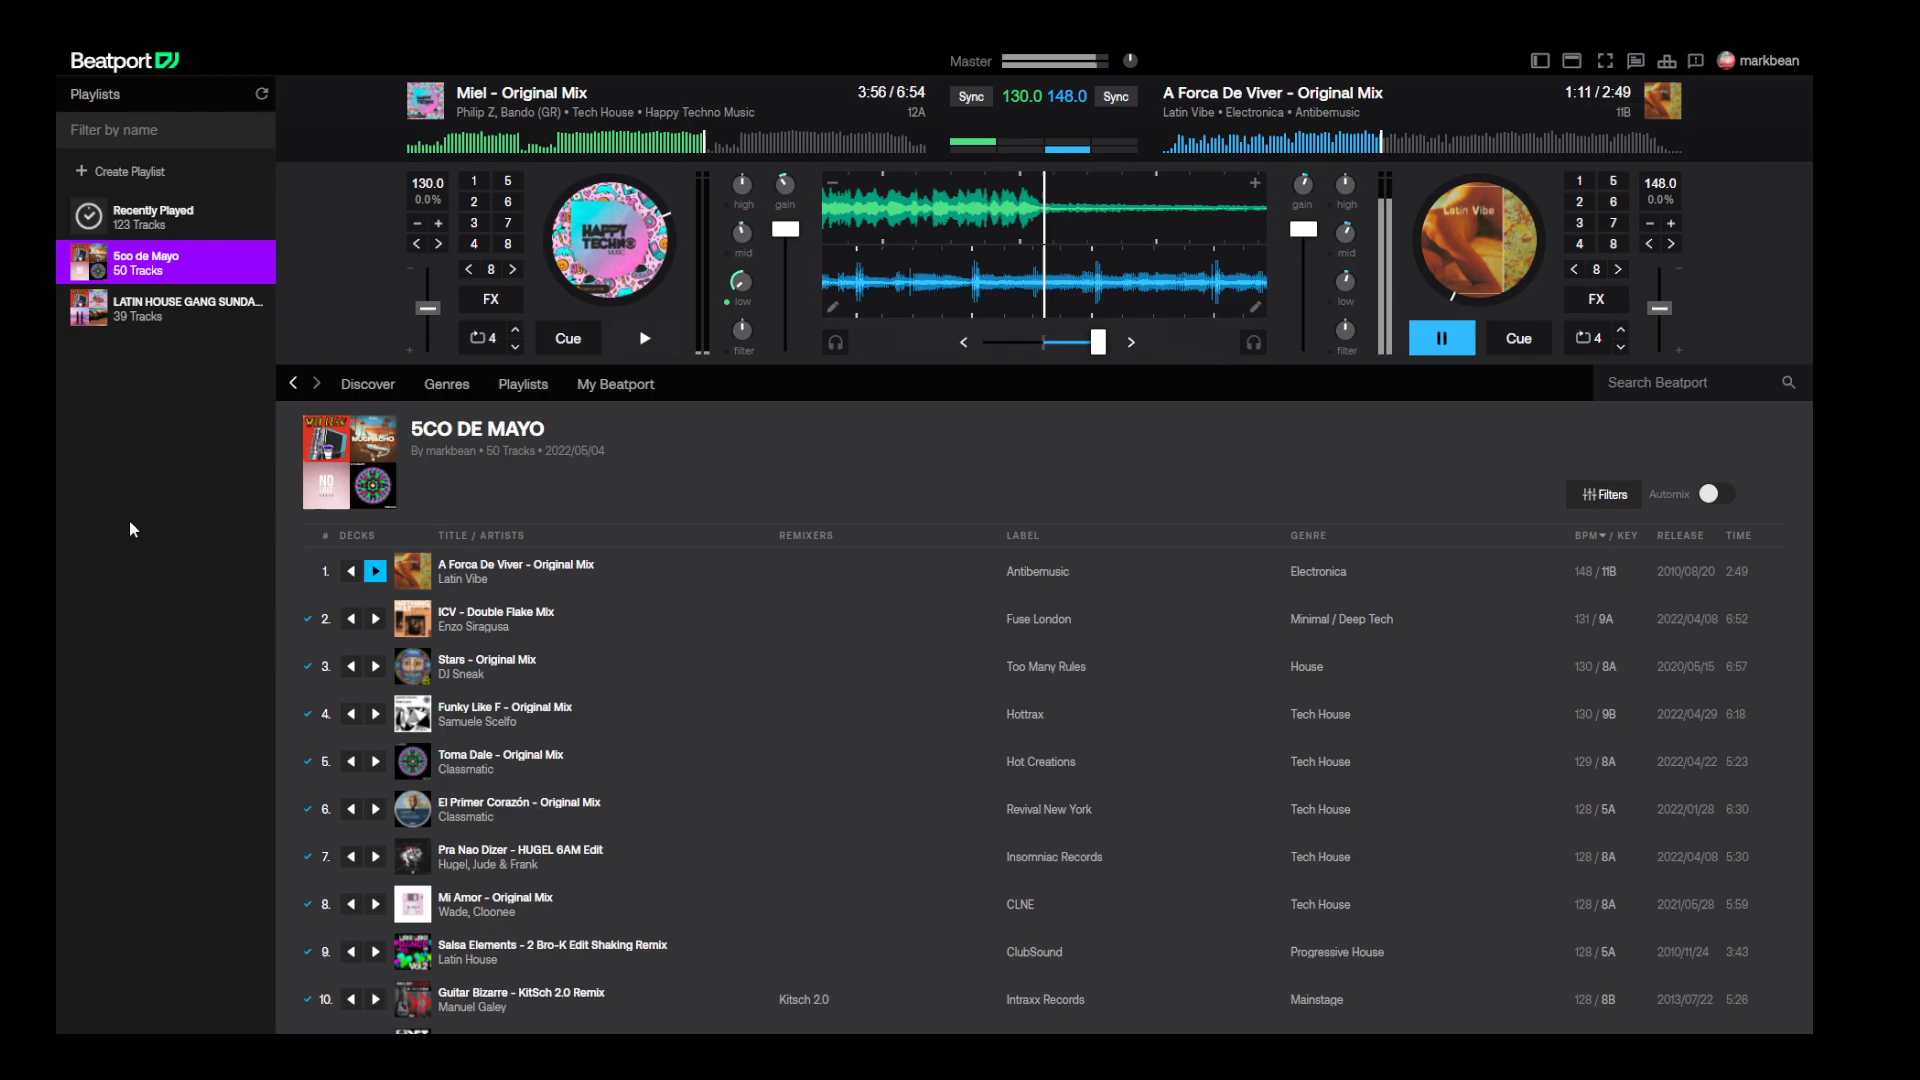 Beatport DJ
Master
markbean
Playlists
Filter by name
Create Playlist
Recently Played
123 Tracks
5co de Mayo
50 Tracks
LATIN HOUSE GANG SUNDA...
39 Tracks
Miel - Original Mix
Philip Z, Bando (GR) • Tech House • Happy Techno Music
3:56 / 6:54
12A
Sync 130.0 148.0 Sync
A Forca De Viver - Original Mix
Latin Vibe • Electronica • Antibemusic
1:11 / 2:49
11B
130.0
0.0%
1 5
2 6
3 7
4 8
8
FX
4
Cue
HAPPY
TECHNO
MUSIC
high
mid
low
filter
gain
gain
high
mid
low
filter
Latin Vibe
Cue
1 5
2 6
3 7
4 8
8
FX
4
148.0
0.0%
Discover Genres Playlists My Beatport
Search Beatport
MUCHACHO
NO
5CO DE MAYO
By markbean • 50 Tracks • 2022/05/04
Filters
Automix
# DECKS TITLE / ARTISTS REMIXERS LABEL GENRE BPM / KEY RELEASE TIME
1. A Forca De Viver - Original Mix Antibemusic Electronica 148 / 11B 2010/08/20 2:49
Latin Vibe
2. ICV - Double Flake Mix Fuse London Minimal / Deep Tech 131 / 9A 2022/04/08 6:52
Enzo Siragusa
3. Stars - Original Mix Too Many Rules House 130 / 8A 2020/05/15 6:57
DJ Sneak
4. Funky Like F - Original Mix Hottrax Tech House 130 / 9B 2022/04/29 6:18
Samuele Scelfo
5. Toma Dale - Original Mix Hot Creations Tech House 129 / 8A 2022/04/22 5:23
Classmatic
6. El Primer Corazón - Original Mix Revival New York Tech House 128 / 5A 2022/01/28 6:30
Classmatic
7. Pra Nao Dizer - HUGEL 6AM Edit Insomniac Records Tech House 128 / 8A 2022/04/08 5:30
Hugel, Jude & Frank
8. Mi Amor - Original Mix CLNE Tech House 128 / 8A 2021/05/28 5:59
Wade, Cloonee
9. Salsa Elements - 2 Bro-K Edit Shaking Remix ClubSound Progressive House 128 / 5A 2010/11/24 3:43
Latin House
10. Guitar Bizarre - KitSch 2.0 Remix Kitsch 2.0 Intraxx Records Mainstage 128 / 8B 2013/07/22 5:26
Manuel Galey